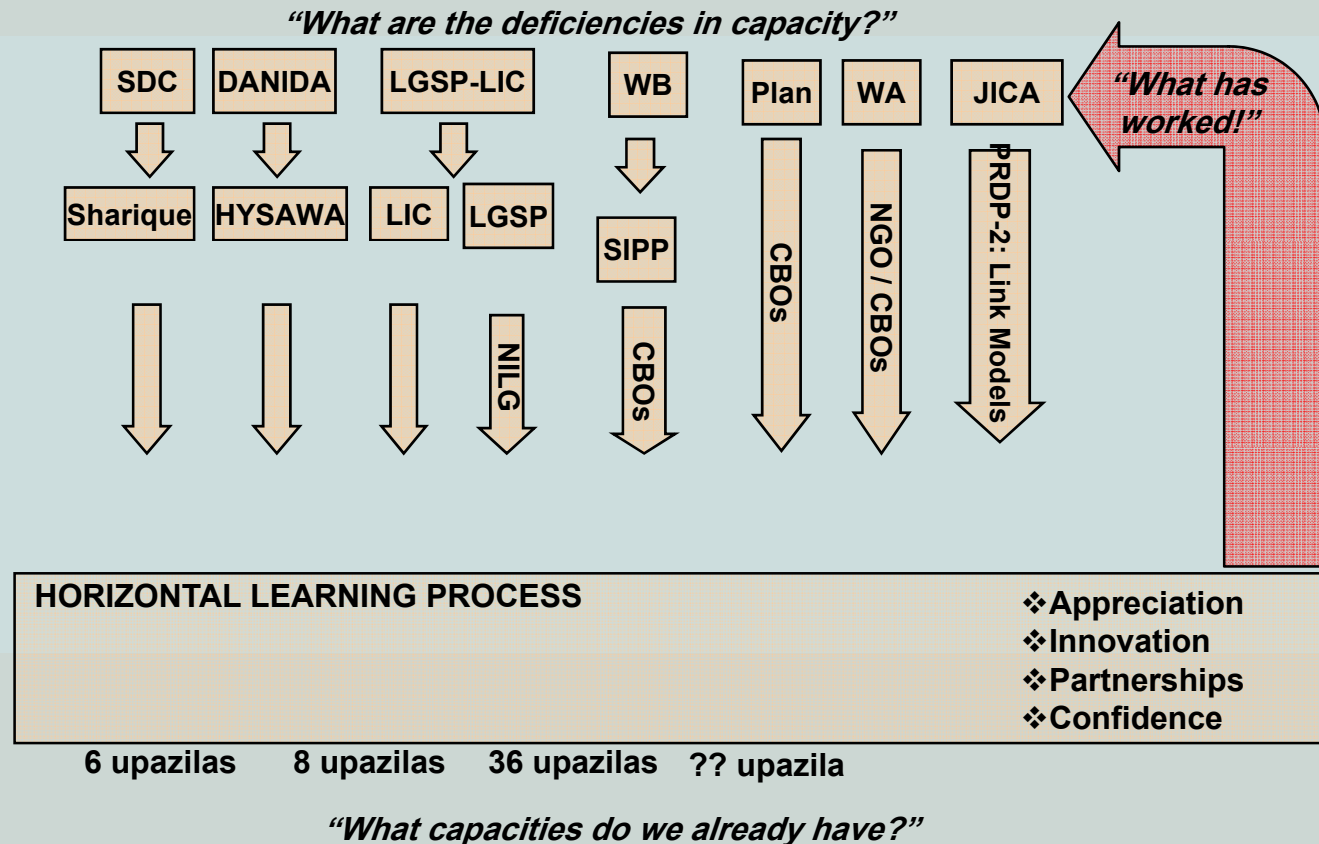 “What are the deficiencies in capacity?”
SDC
DANIDA
LGSP-LIC
WB
Plan
WA
JICA
“What has
worked!”
Sharique
HYSAWA
LIC
LGSP
SIPP
NILG
CBOs
CBOs
NGO / CBOs
PRDP-2: Link Models
HORIZONTAL LEARNING PROCESS
❖Appreciation
❖Innovation
❖Partnerships
❖Confidence
6 upazilas
8 upazilas
36 upazilas
?? upazila
“What capacities do we already have?”